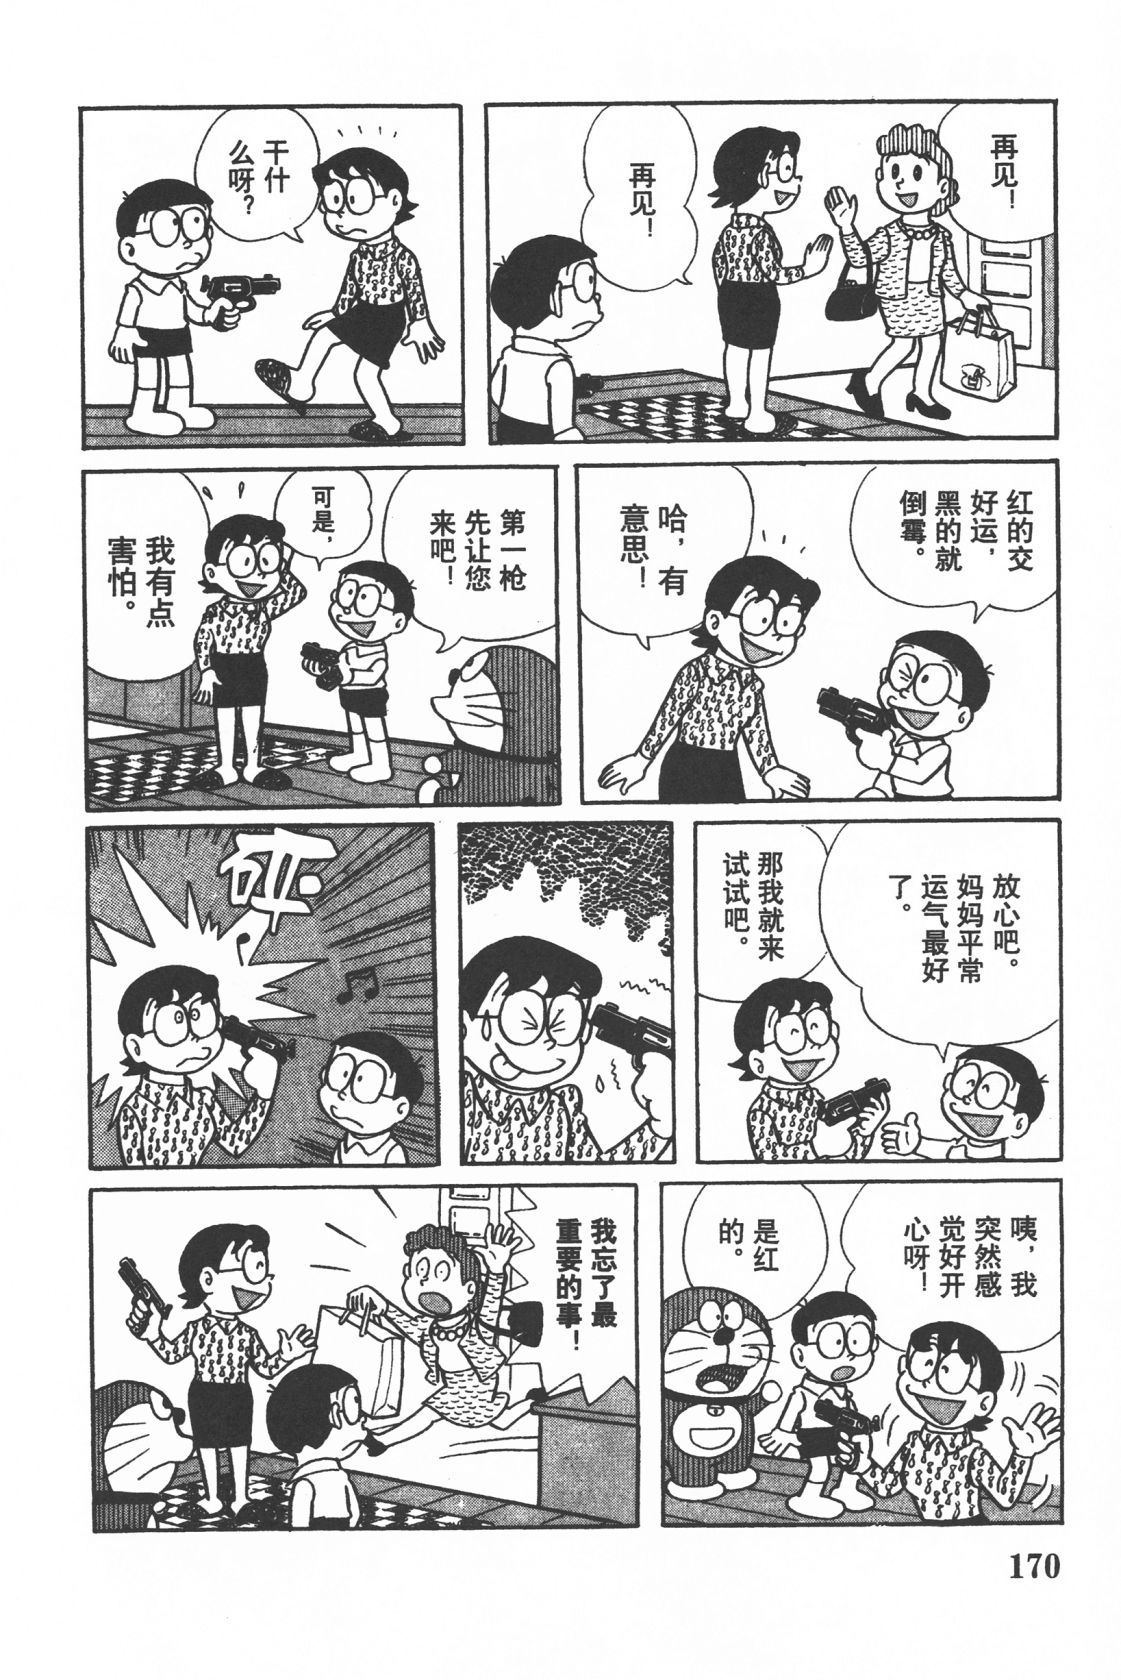 再见！
再见！
干什
么呀？
红的交
好运，
黑的就
倒霉。
哈，有
意思！
第一枪
先让您
来吧！
可是，
我有点
害怕。
放心吧。
妈妈平常
运气最好
了。
那我就来
试试吧。
砰
咦，我
突然感
觉好开
心呀！
是红
的。
我忘了最
重要的事！
170